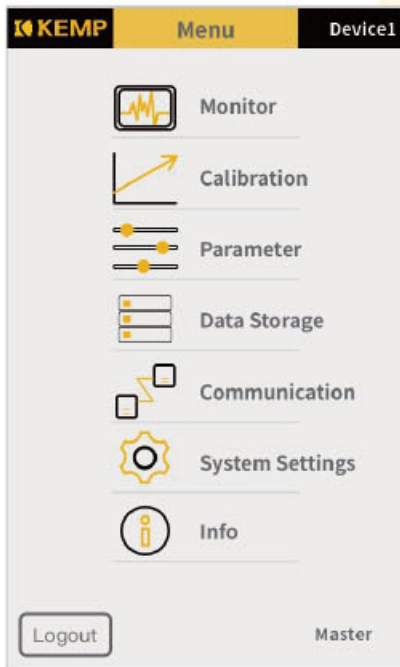 KEMP Menu Device1
Monitor
Calibration
Parameter
Data Storage
Communication
System Settings
Info
Logout Master